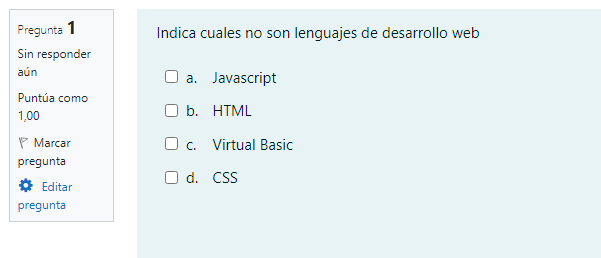 Pregunta 1
Sin responder
aún
Puntúa como
1,00
Marcar
pregunta
Editar
pregunta
Indica cuales no son lenguajes de desarrollo web
a. Javascript
b. HTML
c. Virtual Basic
d. CSS